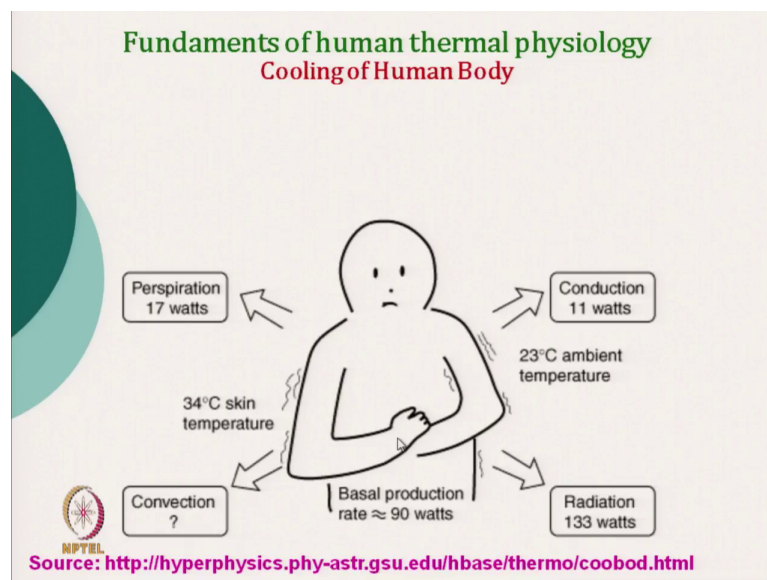 Fundaments of human thermal physiology
Cooling of Human Body
Perspiration
17 watts
Conduction
11 watts
23°C ambient
temperature
34°C skin
temperature
Convection
?
Basal production
rate ≈ 90 watts
Radiation
133 watts
NPTEL
Source: http://hyperphysics.phy-astr.gsu.edu/hbase/thermo/coobod.html